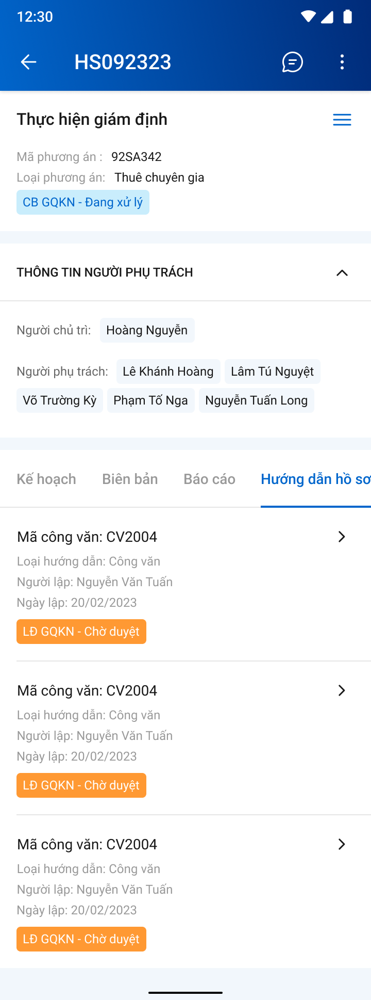 12:30
HS092323
Thực hiện giám định
Mã phương án : 92SA342
Loại phương án: Thuê chuyên gia
CB GQKN - Đang xử lý
THÔNG TIN NGƯỜI PHỤ TRÁCH
Người chủ trì: Hoàng Nguyễn
Người phụ trách: Lê Khánh Hoàng Lâm Tú Nguyệt
Võ Trường Kỳ Phạm Tố Nga Nguyễn Tuấn Long
Kế hoạch Biên bản Báo cáo Hướng dẫn hồ sơ
Mã công văn: CV2004
Loại hướng dẫn: Công văn
Người lập: Nguyễn Văn Tuấn
Ngày lập: 20/02/2023
LĐ GQKN - Chờ duyệt
Mã công văn: CV2004
Loại hướng dẫn: Công văn
Người lập: Nguyễn Văn Tuấn
Ngày lập: 20/02/2023
LĐ GQKN - Chờ duyệt
Mã công văn: CV2004
Loại hướng dẫn: Công văn
Người lập: Nguyễn Văn Tuấn
Ngày lập: 20/02/2023
LĐ GQKN - Chờ duyệt